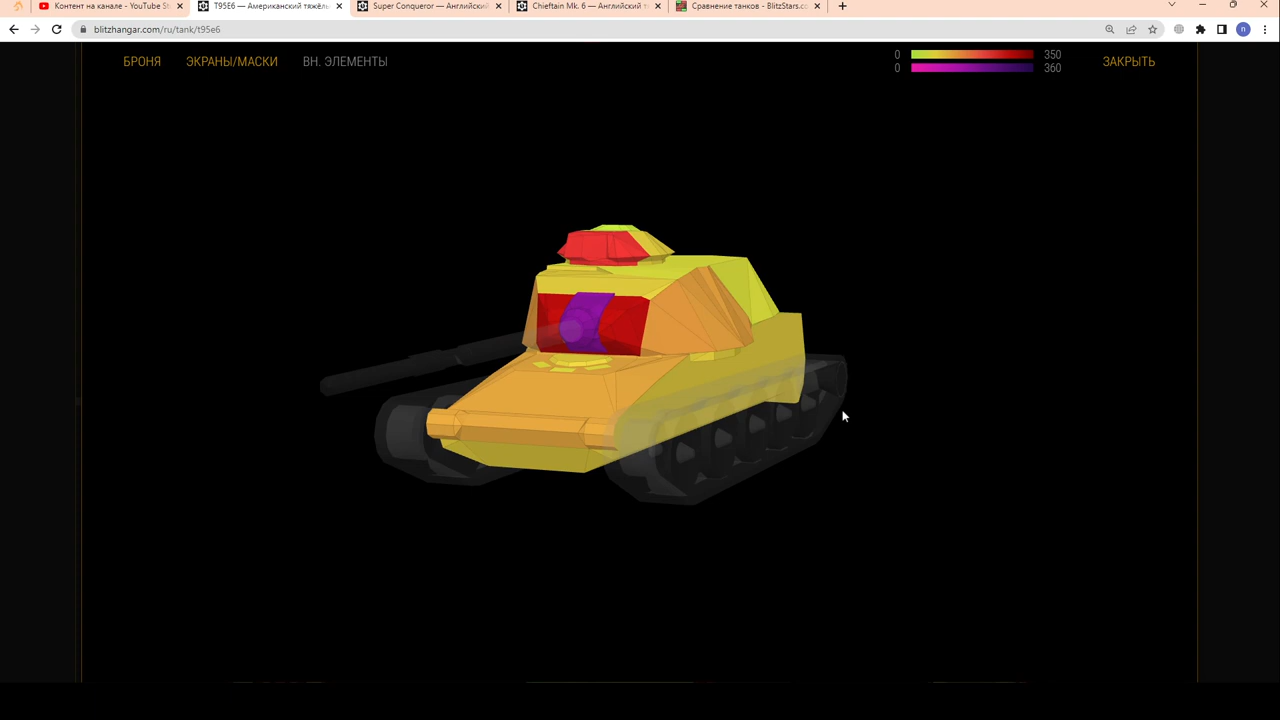 Контент на канале - YouTube St
T95E6 — Американский тяжёлы
Super Conqueror — Английский
Chieftain Mk. 6 — Английский т
Сравнение танков - BlitzStars.co
blitzhangar.com/ru/tank/t95e6
n
БРОНЯ ЭКРАНЫ/МАСКИ ВН. ЭЛЕМЕНТЫ 0 350 ЗАКРЫТЬ
0 360